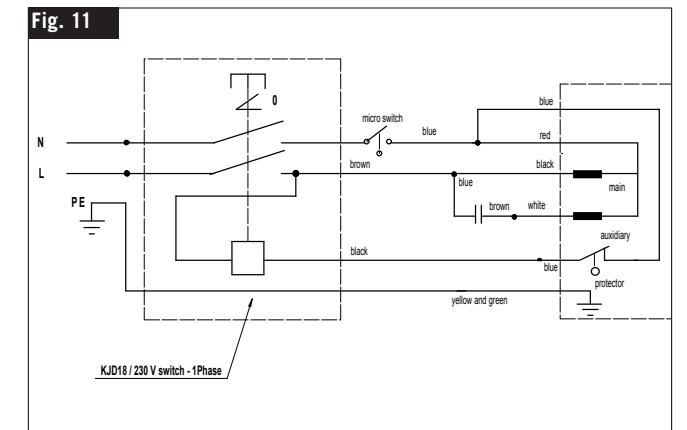 Fig. 11
0
micro switch
blue
blue
red
N
L
brown
black
blue
main
PE
brown
white
auxidiary
black
blue
protector
yellow and green
KJD18 / 230 V switch - 1Phase